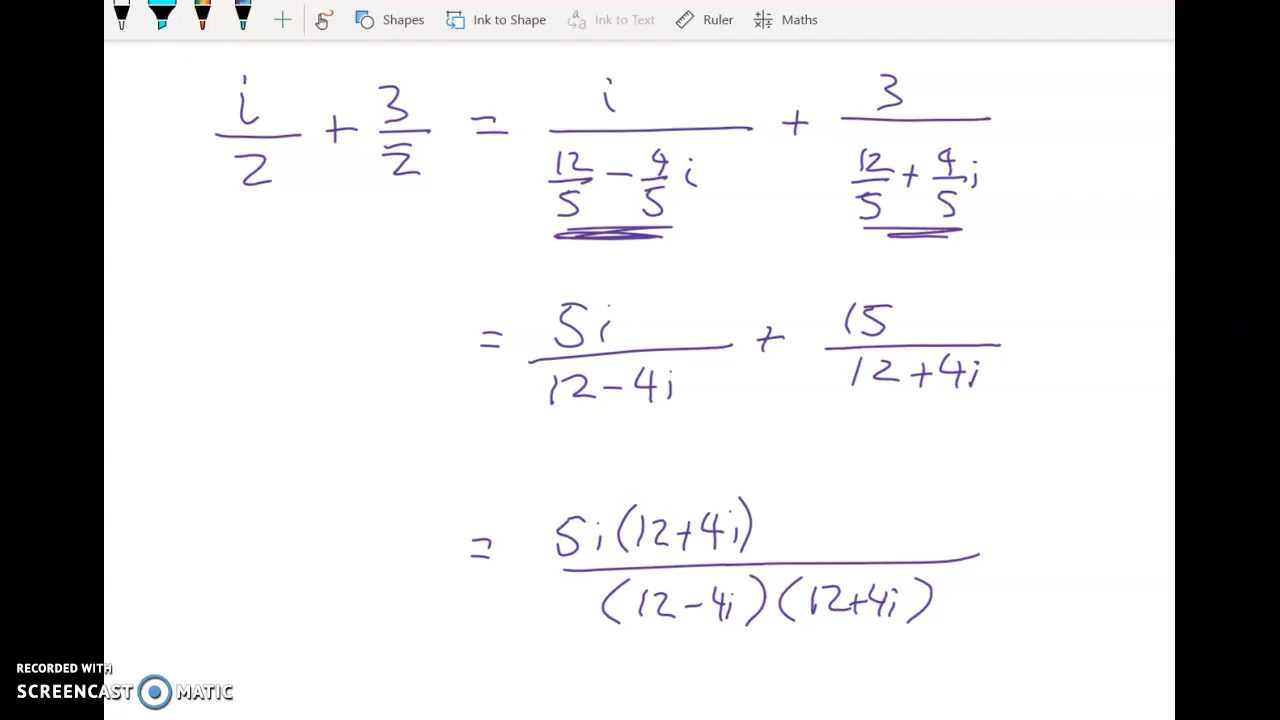 Shapes Ink to Shape Ink to Text Ruler Maths
i/2 + 3/z̅ = i/(12/5 - 4/5 i) + 3/(12/5 + 4/5 i)
= 5i/(12-4i) + 15/(12+4i)
= 5i(12+4i)/(12-4i)(12+4i)
RECORDED WITH
SCREENCAST MATIC